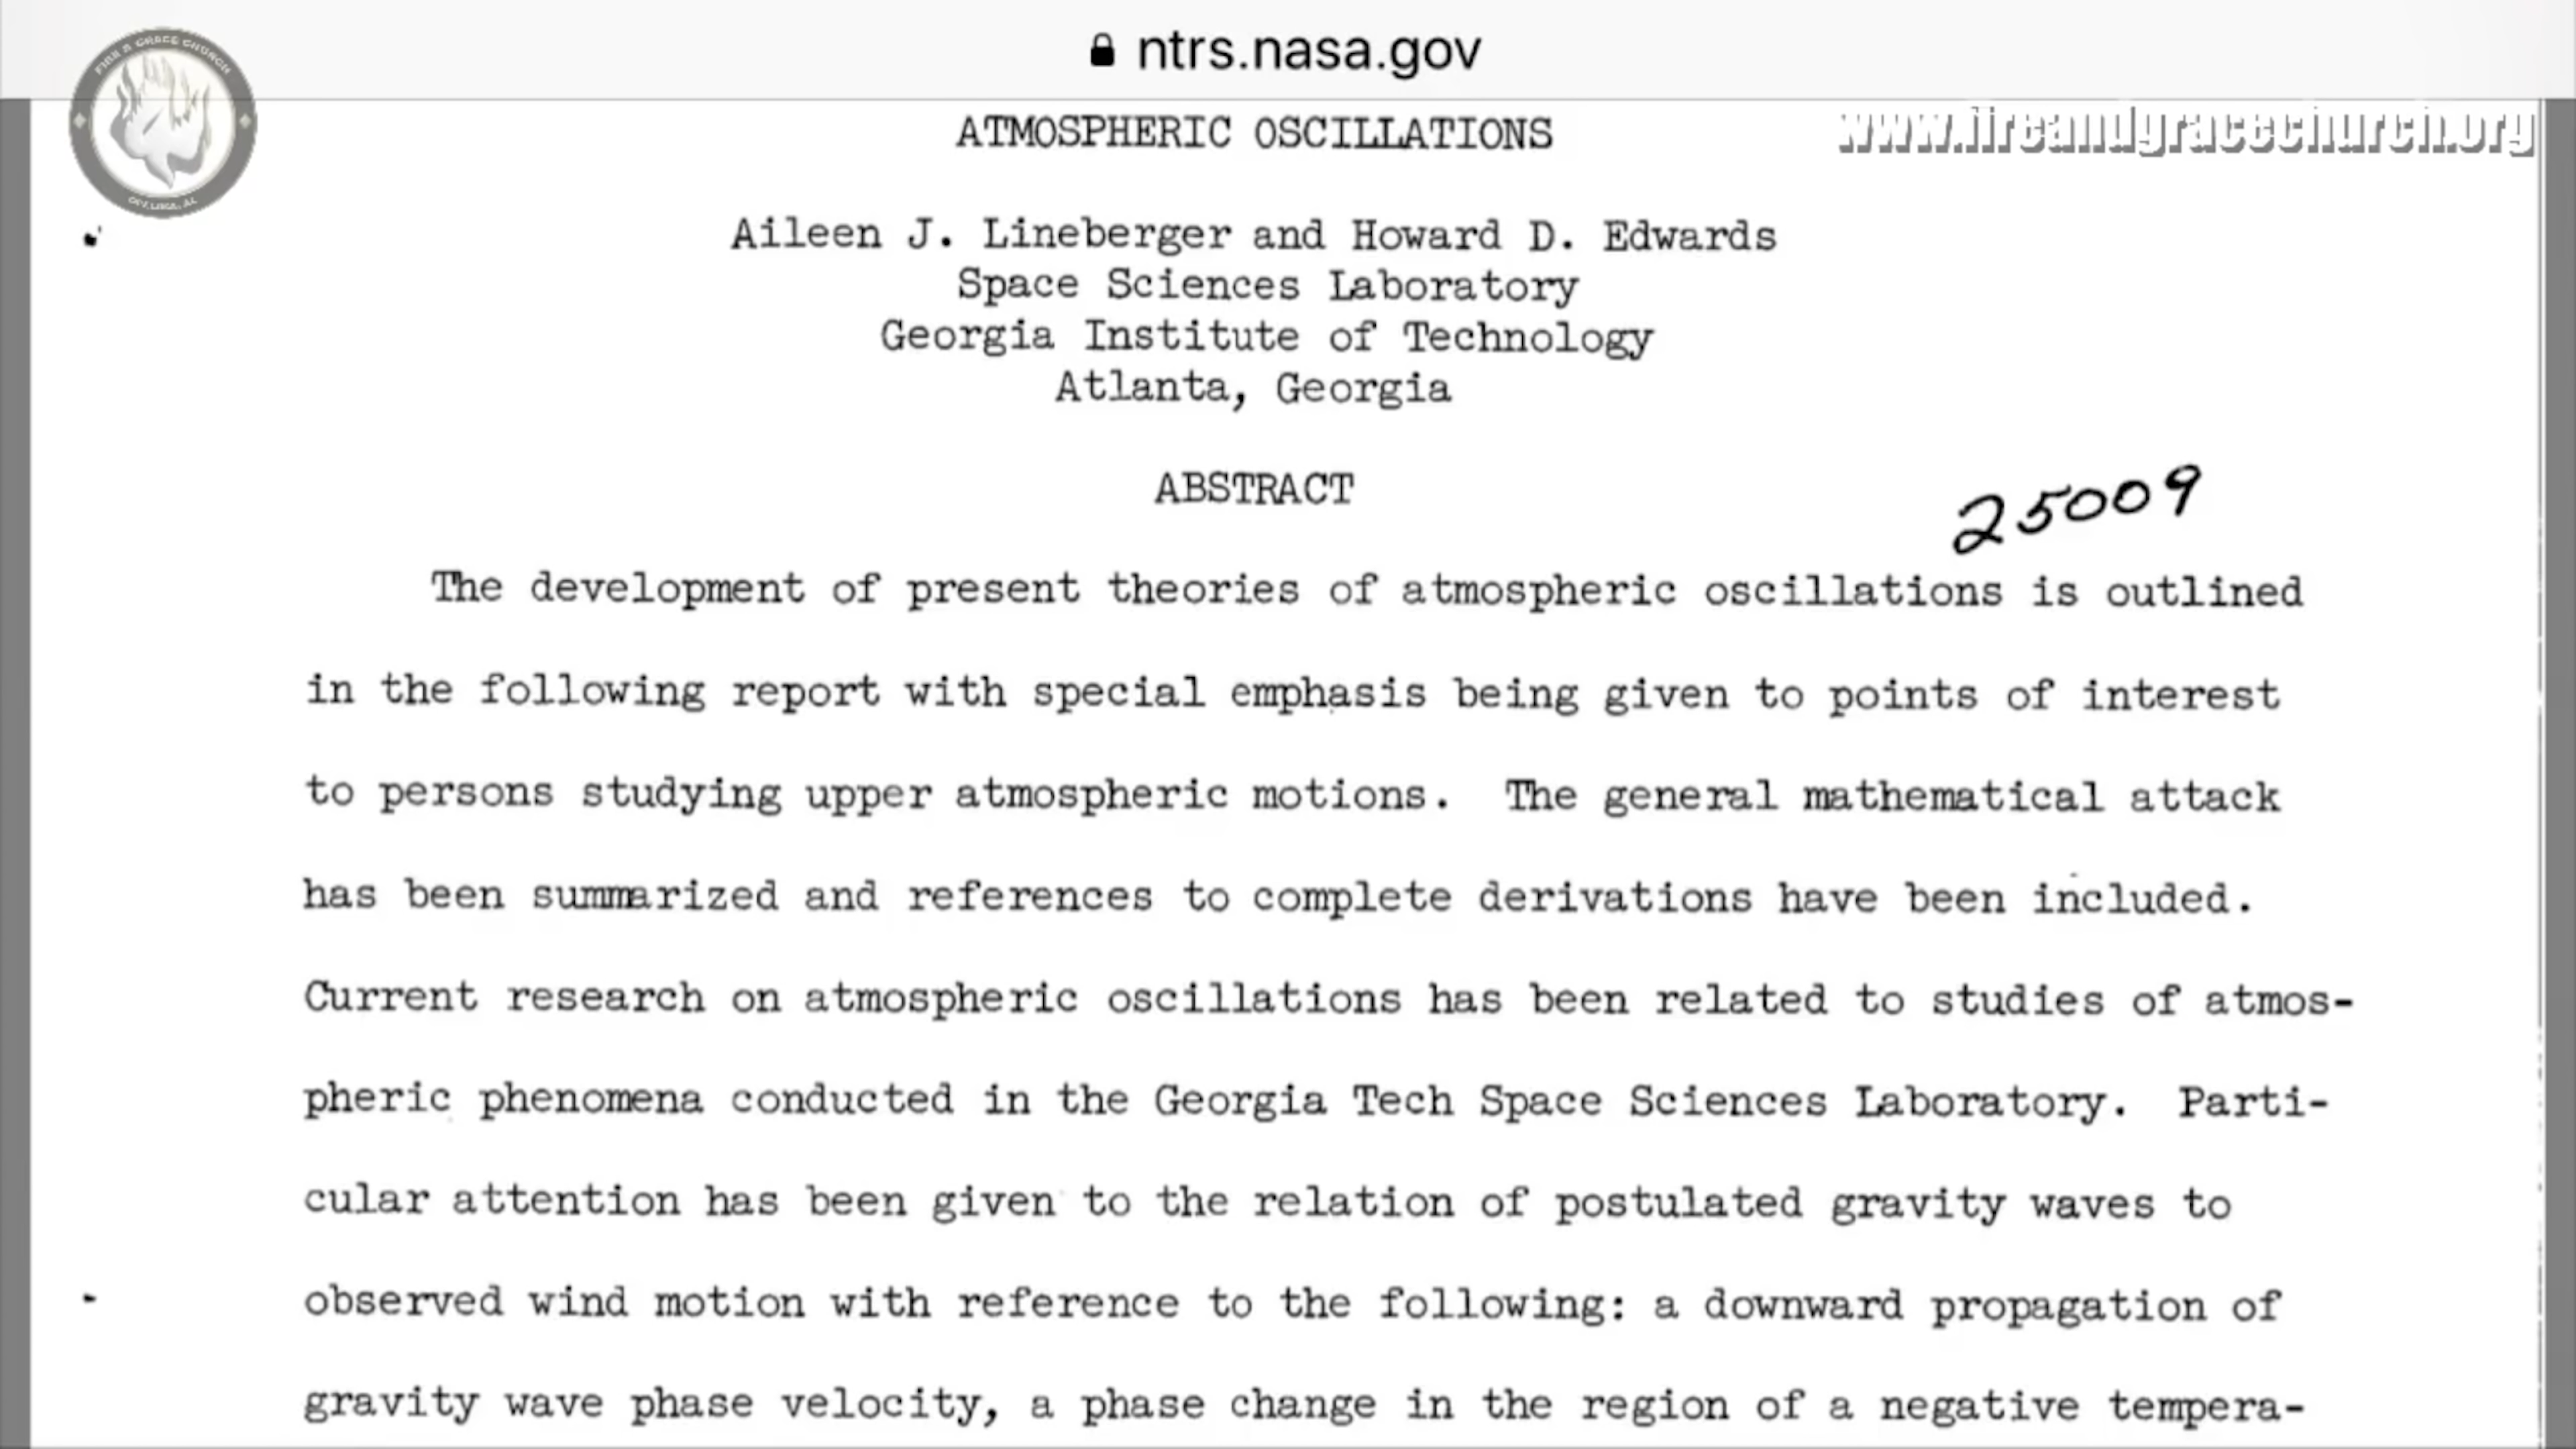 ntrs.nasa.gov
FIRE & GRACE CHURCH
www.fireandgracechurch.org
ATMOSPHERIC OSCILLATIONS
Aileen J. Lineberger and Howard D. Edwards
Space Sciences Laboratory
Georgia Institute of Technology
Atlanta, Georgia
ABSTRACT
25009
The development of present theories of atmospheric oscillations is outlined
in the following report with special emphasis being given to points of interest
to persons studying upper atmospheric motions. The general mathematical attack
has been summarized and references to complete derivations have been included.
Current research on atmospheric oscillations has been related to studies of atmos-
pheric phenomena conducted in the Georgia Tech Space Sciences Laboratory. Parti-
cular attention has been given to the relation of postulated gravity waves to
observed wind motion with reference to the following: a downward propagation of
gravity wave phase velocity, a phase change in the region of a negative tempera-